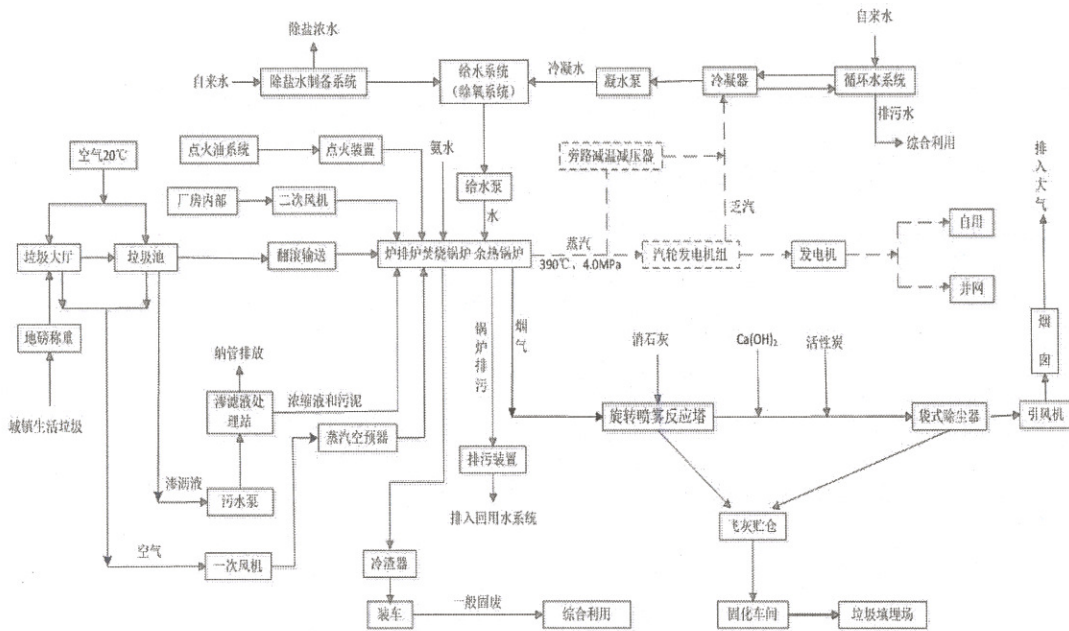 除盐浓水
自来水
自来水
除盐水制备系统
给水系统
(除氧系统)
冷凝水
凝水泵
冷凝器
循环水系统
排污水
综合利用
空气20℃
点火油系统
点火装置
氨水
旁路减温减压器
厂房内部
二次风机
给水泵
水
乏汽
排入大气
自用
垃圾大厅
垃圾池
翻滚输送
炉排炉焚烧锅炉·余热锅炉
蒸汽
390℃、4.0MPa
汽轮发电机组
发电机
并网
地磅称重
城镇生活垃圾
纳管排放
渗滤液处
理站
浓缩液和污泥
蒸汽空预器
锅炉排污
烟气
消石灰
Ca(OH)₂
活性炭
烟囱
旋转喷雾反应塔
袋式除尘器
引风机
渗沥液
污水泵
排污装置
排入回用水系统
飞灰贮仓
空气
一次风机
冷渣器
装车
一般固废
综合利用
固化车间
垃圾填埋场